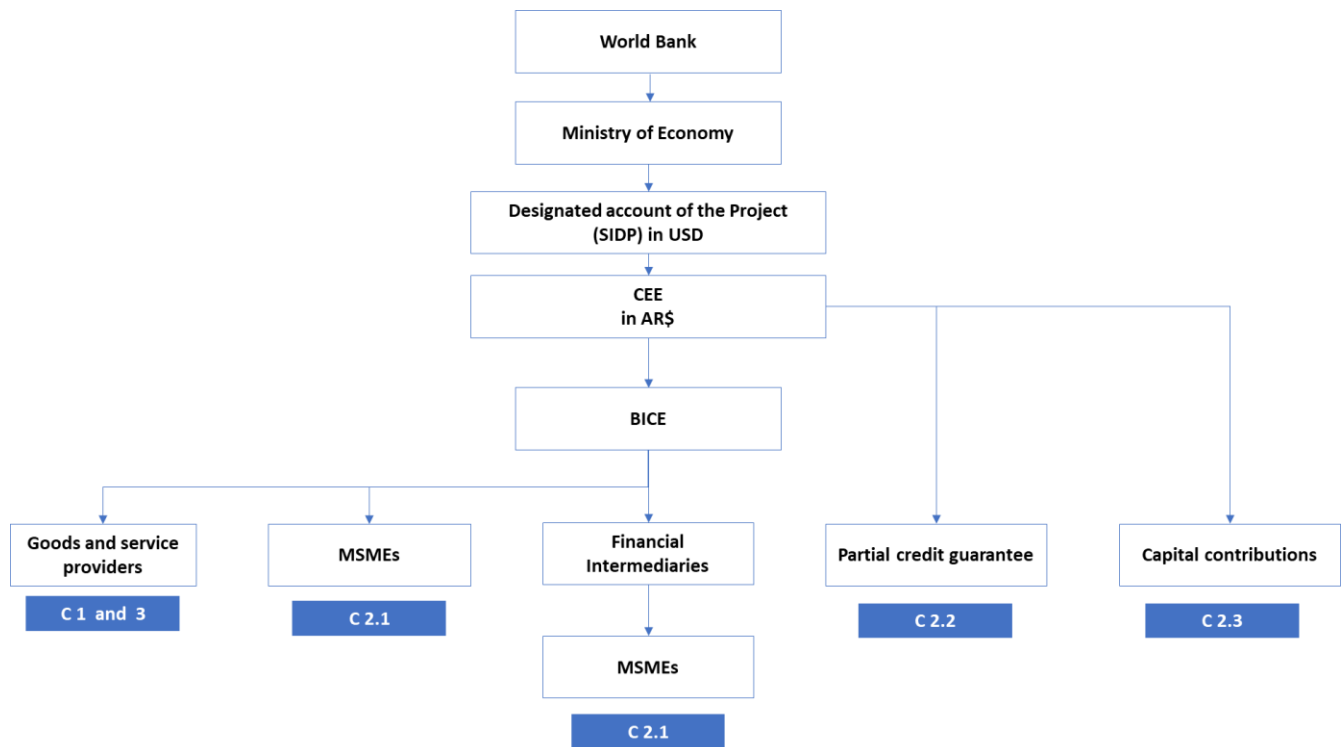 World Bank
Ministry of Economy
Designated account of the Project
(SIDP) in USD
CEE
in AR$
BICE
Goods and service
providers
MSMEs
Financial
Intermediaries
Partial credit guarantee
Capital contributions
C 1 and 3
C 2.1
C 2.2
C 2.3
MSMEs
C 2.1